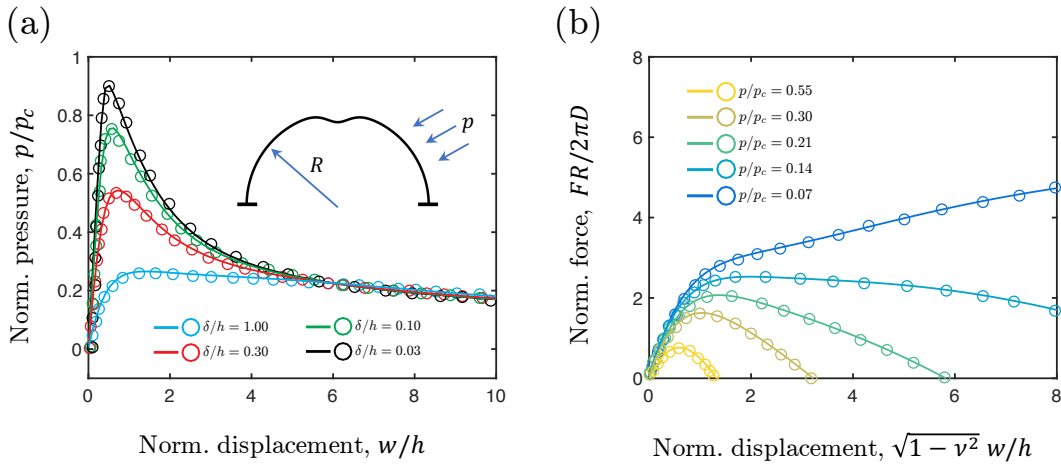 (a)
Norm. pressure, p/p_c
1
0.8
0.6
0.4
0.2
0
0 2 4 6 8 10
R
p
δ/h = 1.00
δ/h = 0.10
δ/h = 0.30
δ/h = 0.03
Norm. displacement, w/h
(b)
Norm. force, FR/2πD
8
6
4
2
0
0 2 4 6 8
p/p_c = 0.55
p/p_c = 0.30
p/p_c = 0.21
p/p_c = 0.14
p/p_c = 0.07
Norm. displacement, √1 − ν² w/h